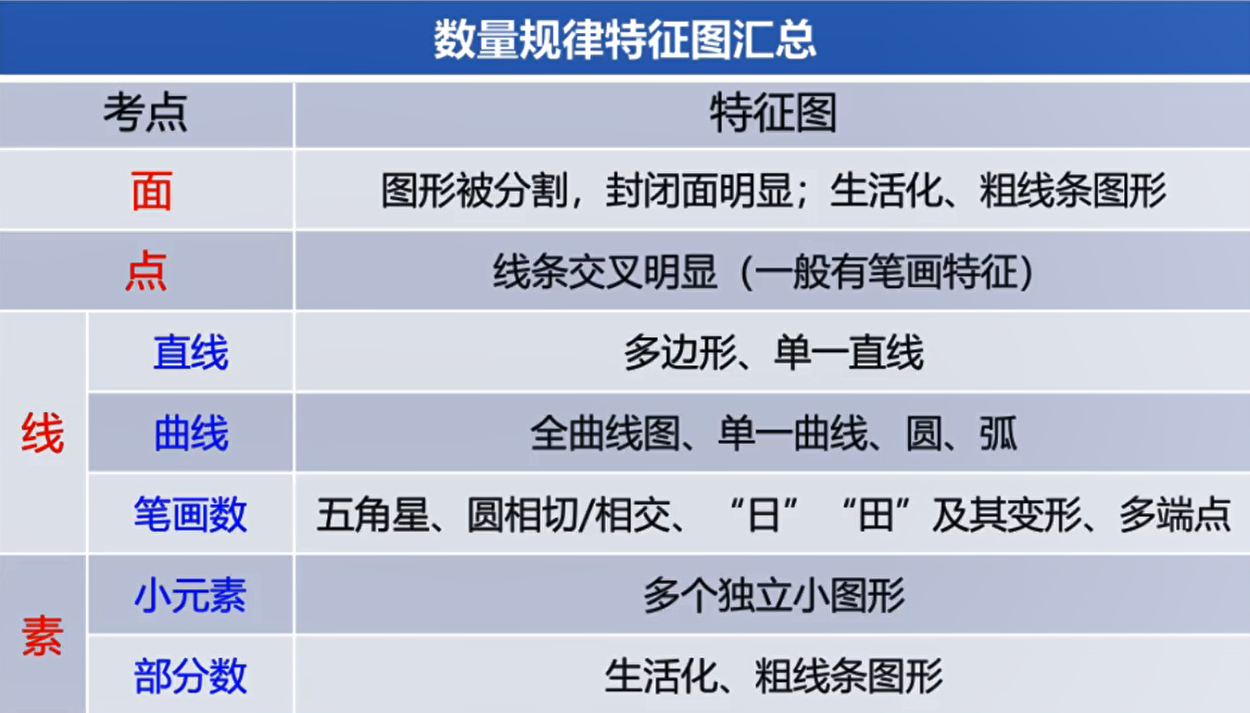 数量规律特征图汇总
考点 特征图
面 图形被分割，封闭面明显；生活化、粗线条图形
点 线条交叉明显（一般有笔画特征）
线 直线 多边形、单一直线
曲线 全曲线图、单一曲线、圆、弧
笔画数 五角星、圆相切/相交、“日”“田”及其变形、多端点
素 小元素 多个独立小图形
部分数 生活化、粗线条图形